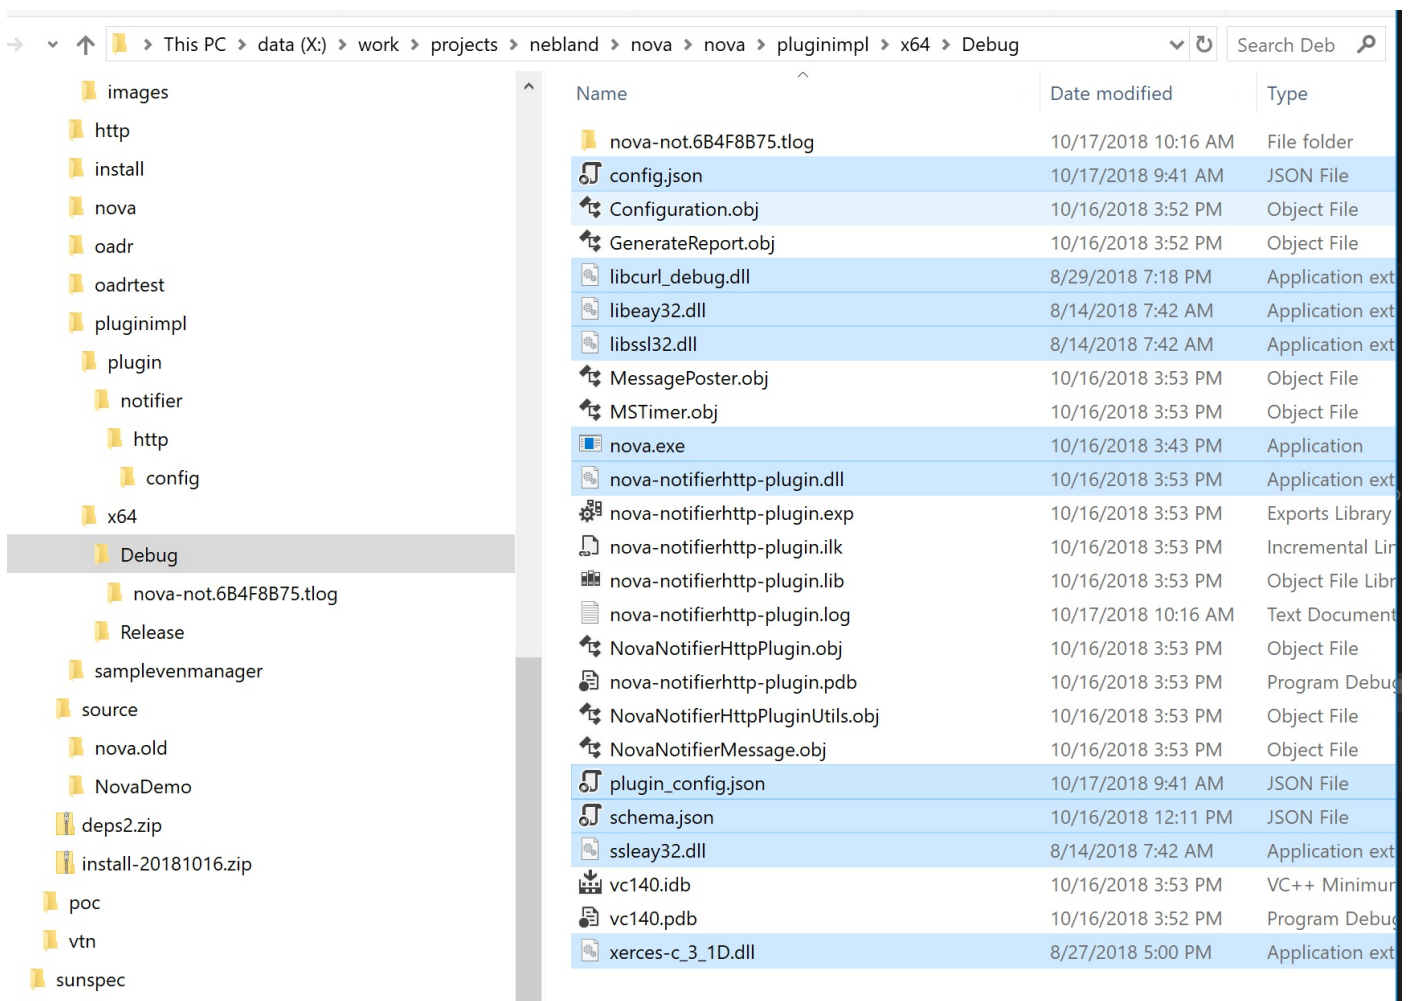 This PC > data (X:) > work > projects > nebland > nova > nova > pluginimpl > x64 > Debug
Search Deb
images
http
install
nova
oadr
oadrtest
pluginimpl
plugin
notifier
http
config
x64
Debug
nova-not.6B4F8B75.tlog
Release
samplevenmanager
source
nova.old
NovaDemo
deps2.zip
install-20181016.zip
poc
vtn
sunspec
Name Date modified Type
nova-not.6B4F8B75.tlog 10/17/2018 10:16 AM File folder
config.json 10/17/2018 9:41 AM JSON File
Configuration.obj 10/16/2018 3:52 PM Object File
GenerateReport.obj 10/16/2018 3:52 PM Object File
libcurl_debug.dll 8/29/2018 7:18 PM Application ext
libeay32.dll 8/14/2018 7:42 AM Application ext
libssl32.dll 8/14/2018 7:42 AM Application ext
MessagePoster.obj 10/16/2018 3:53 PM Object File
MSTimer.obj 10/16/2018 3:53 PM Object File
nova.exe 10/16/2018 3:43 PM Application
nova-notifierhttp-plugin.dll 10/16/2018 3:53 PM Application ext
nova-notifierhttp-plugin.exp 10/16/2018 3:53 PM Exports Library
nova-notifierhttp-plugin.ilk 10/16/2018 3:53 PM Incremental Lin
nova-notifierhttp-plugin.lib 10/16/2018 3:53 PM Object File Libr
nova-notifierhttp-plugin.log 10/17/2018 10:16 AM Text Document
NovaNotifierHttpPlugin.obj 10/16/2018 3:53 PM Object File
nova-notifierhttp-plugin.pdb 10/16/2018 3:53 PM Program Debug
NovaNotifierHttpPluginUtils.obj 10/16/2018 3:53 PM Object File
NovaNotifierMessage.obj 10/16/2018 3:53 PM Object File
plugin_config.json 10/17/2018 9:41 AM JSON File
schema.json 10/16/2018 12:11 PM JSON File
ssleay32.dll 8/14/2018 7:42 AM Application ext
vc140.idb 10/16/2018 3:53 PM VC++ Minimur
vc140.pdb 10/16/2018 3:52 PM Program Debug
xerces-c_3_1D.dll 8/27/2018 5:00 PM Application ext